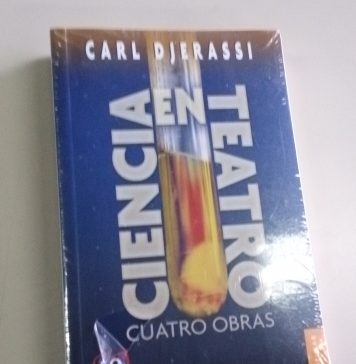 CARL DJERASSI
CIENCIA
EN
TEATRO
CUATRO OBRAS